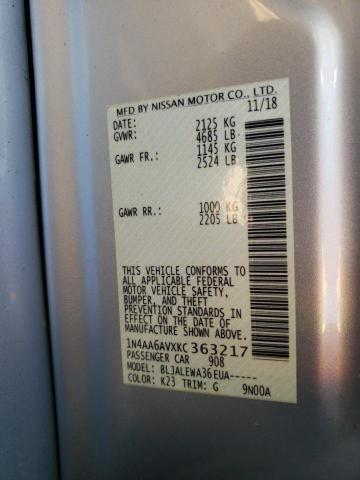 MFD BY NISSAN MOTOR CO., LTD.
DATE: 11/18
GVWR: 2125 KG
4685 LB
GAWR FR.: 1145 KG
2524 LB
GAWR RR.: 1000 KG
2205 LB
THIS VEHICLE CONFORMS TO
ALL APPLICABLE FEDERAL
MOTOR VEHICLE SAFETY,
BUMPER, AND THEFT
PREVENTION STANDARDS IN
EFFECT ON THE DATE OF
MANUFACTURE SHOWN ABOVE.
1N4AA6AVXKC363217
PASSENGER CAR 908
MODEL: BLJALEWA36EUA-----
COLOR: K23 TRIM: G 9N00A